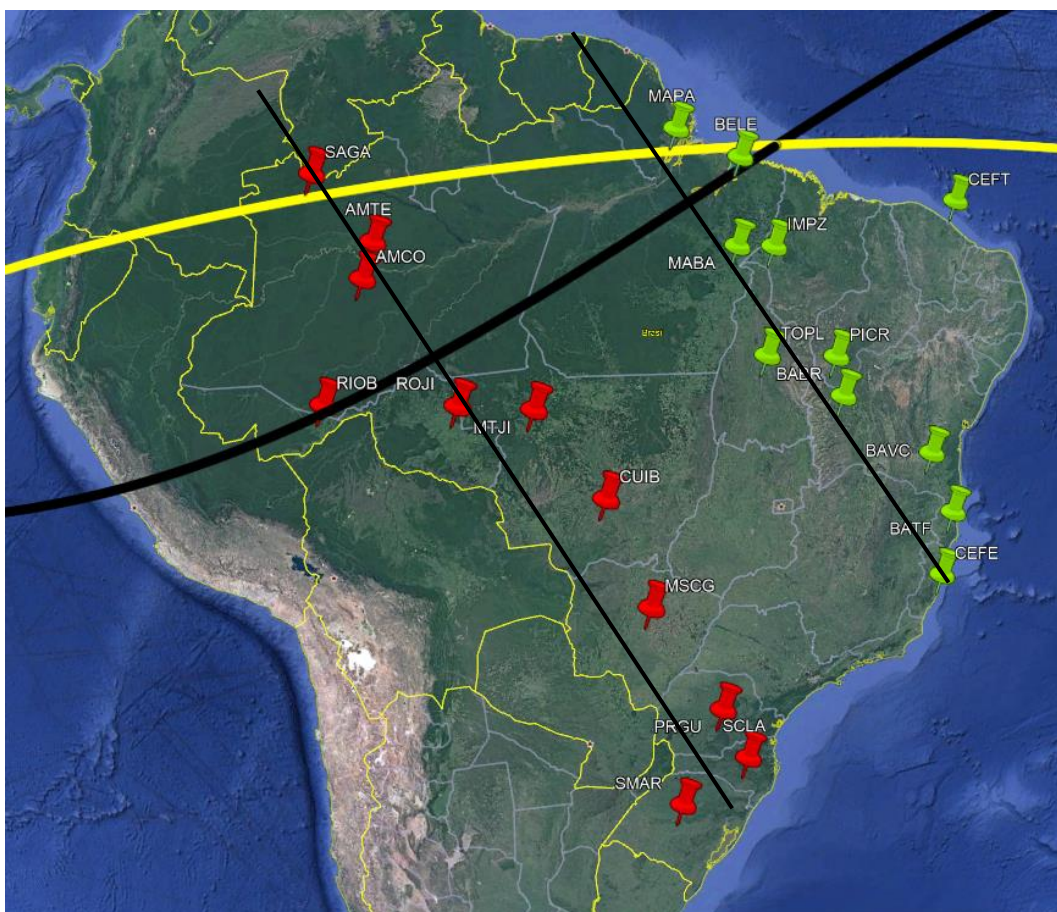 MAPA
BELE
SAGA
CEFT
AMTE
IMPZ
AMCO
MABA
Brasil
TOPL
PICR
BABR
RIOB
ROJI
MTJI
BAVC
CUIB
BATF
CEFE
MSCG
PRGU
SCLA
SMAR